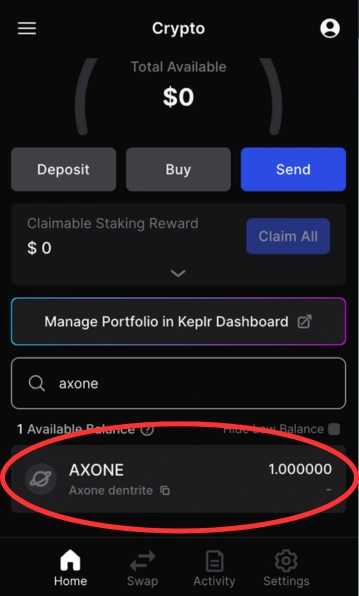 Crypto
Total Available
$0
Deposit Buy Send
Claimable Staking Reward
$ 0
Claim All
Manage Portfolio in Keplr Dashboard
axone
1 Available Balance Hide Low Balance
AXONE 1.000000
Axone dentrite -
Home Swap Activity Settings